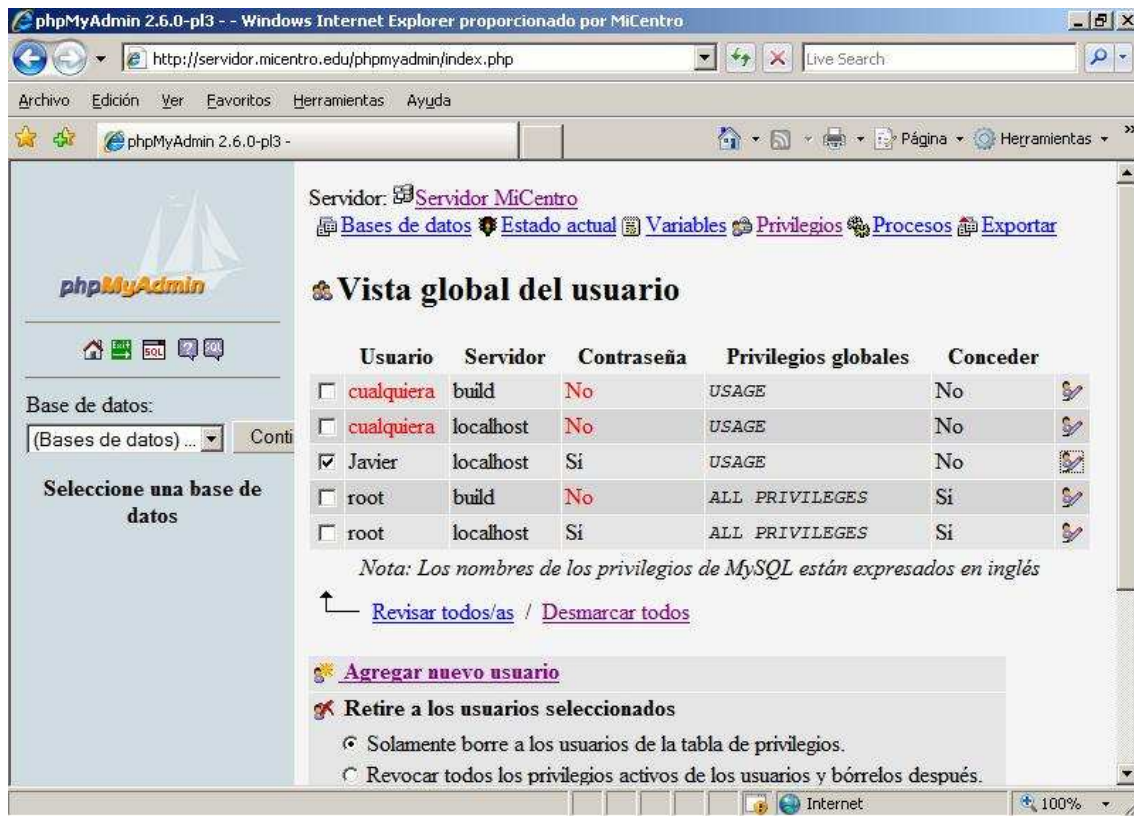 phpMyAdmin 2.6.0-pl3 - - Windows Internet Explorer proporcionado por MiCentro
http://servidor.micentro.edu/phpmyadmin/index.php
Live Search
Archivo Edición Ver Favoritos Herramientas Ayuda
phpMyAdmin 2.6.0-pl3 -
Página Herramientas
phpMyAdmin
Exit SQL ? SQL
Base de datos:
(Bases de datos) ... Conti
Seleccione una base de
datos
Servidor: Servidor MiCentro
Bases de datos Estado actual Variables Privilegios Procesos Exportar
Vista global del usuario
Usuario Servidor Contraseña Privilegios globales Conceder
cualquiera build No USAGE No
cualquiera localhost No USAGE No
Javier localhost Sí USAGE No
root build No ALL PRIVILEGES Sí
root localhost Sí ALL PRIVILEGES Sí
Nota: Los nombres de los privilegios de MySQL están expresados en inglés
Revisar todos/as / Desmarcar todos
Agregar nuevo usuario
Retire a los usuarios seleccionados
Solamente borre a los usuarios de la tabla de privilegios.
Revocar todos los privilegios activos de los usuarios y bórrelos después.
Internet 100%